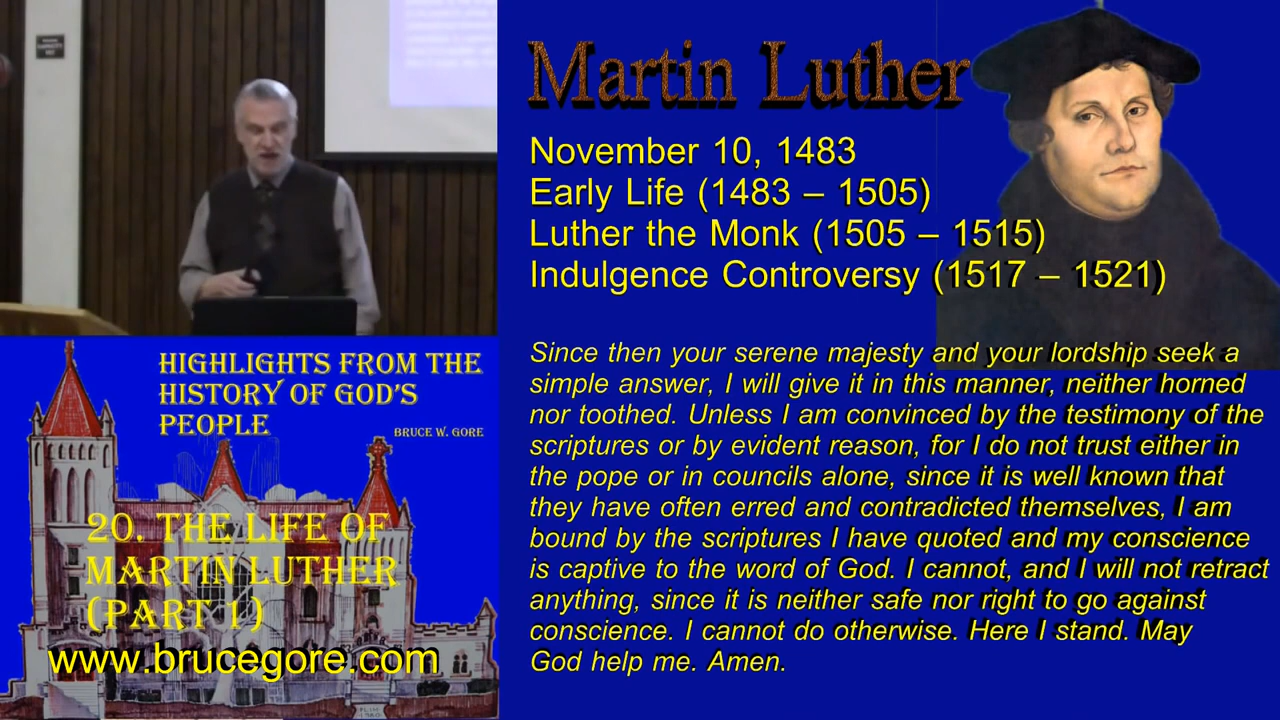 Martin Luther
November 10, 1483
Early Life (1483 – 1505)
Luther the Monk (1505 – 1515)
Indulgence Controversy (1517 – 1521)
Since then your serene majesty and your lordship seek a
simple answer, I will give it in this manner, neither horned
nor toothed. Unless I am convinced by the testimony of the
scriptures or by evident reason, for I do not trust either in
the pope or in councils alone, since it is well known that
they have often erred and contradicted themselves, I am
bound by the scriptures I have quoted and my conscience
is captive to the word of God. I cannot, and I will not retract
anything, since it is neither safe nor right to go against
conscience. I cannot do otherwise. Here I stand. May
God help me. Amen.
HIGHLIGHTS FROM THE
HISTORY OF GOD'S
PEOPLE
BRUCE W. GORE
20. THE LIFE OF
MARTIN LUTHER
(PART 1)
www.brucegore.com